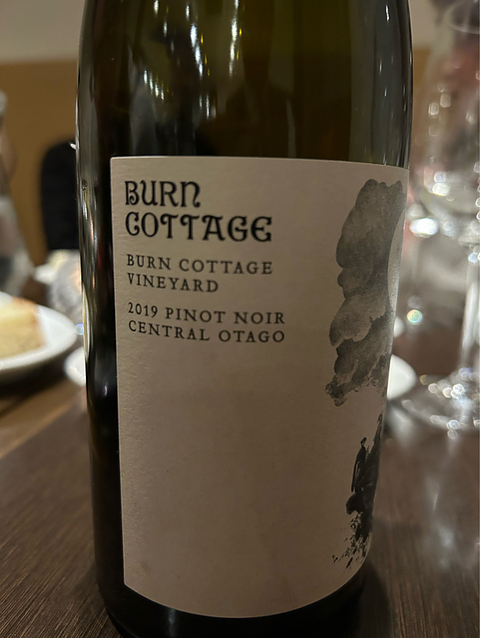 BURN
COTTAGE
BURN COTTAGE
VINEYARD
2019 PINOT NOIR
CENTRAL OTAGO